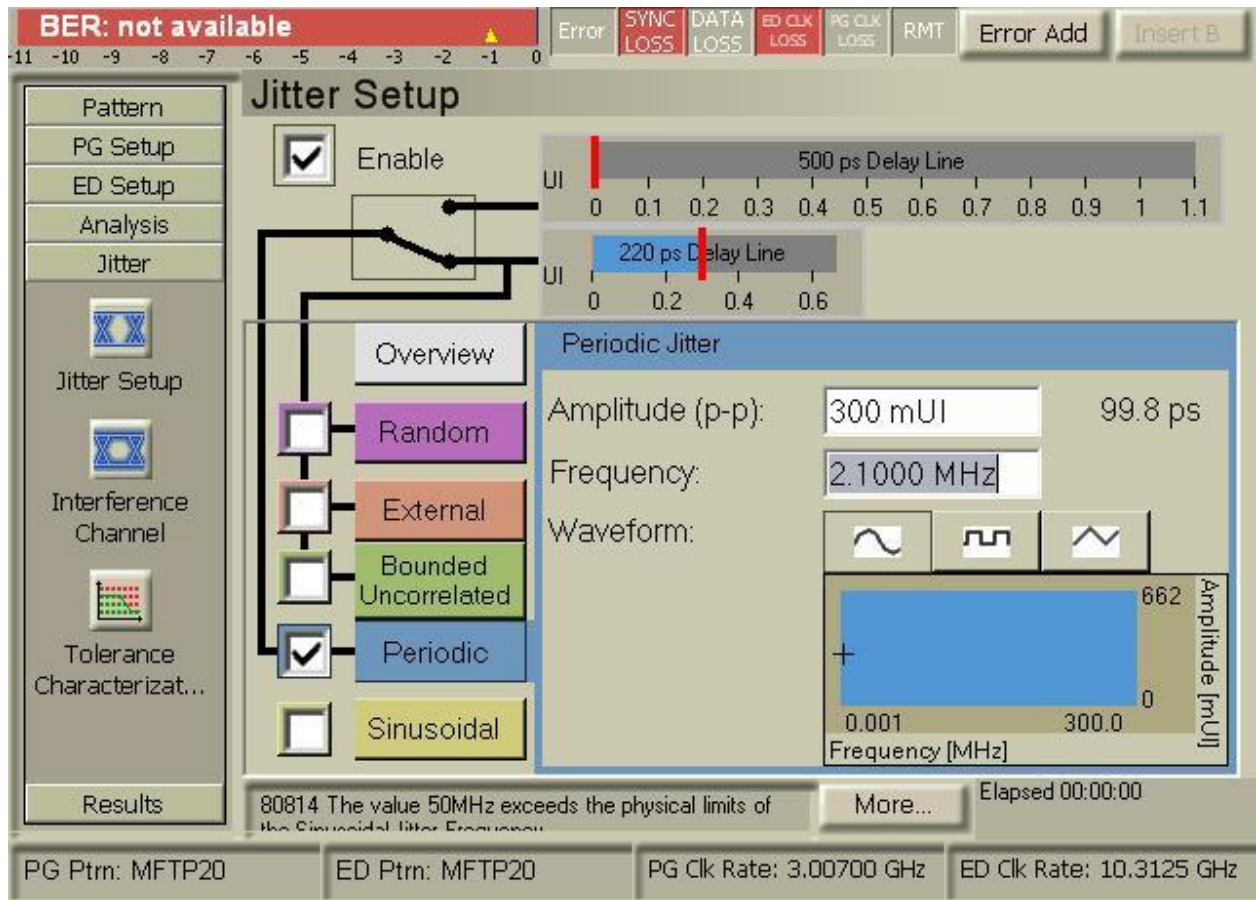 BER: not available
-11 -10 -9 -8 -7 -6 -5 -4 -3 -2 -1 0
Error
SYNC LOSS
DATA LOSS
ED CLK LOSS
PG CLK LOSS
RMT
Error Add
Insert B
Pattern
PG Setup
ED Setup
Analysis
Jitter
Jitter Setup
Interference
Channel
Tolerance
Characterizat...
Results
Jitter Setup
Enable
500 ps Delay Line
UI
0 0.1 0.2 0.3 0.4 0.5 0.6 0.7 0.8 0.9 1 1.1
220 ps Delay Line
UI
0 0.2 0.4 0.6
Overview
Random
External
Bounded
Uncorrelated
Periodic
Sinusoidal
Periodic Jitter
Amplitude (p-p): 300 mUI 99.8 ps
Frequency: 2.1000 MHz
Waveform:
662
0
Amplitude [mUI]
0.001 300.0
Frequency [MHz]
80814 The value 50MHz exceeds the physical limits of
the Sinusoidal Jitter Frequency
More...
Elapsed 00:00:00
PG Ptrn: MFTP20
ED Ptrn: MFTP20
PG Clk Rate: 3.00700 GHz
ED Clk Rate: 10.3125 GHz